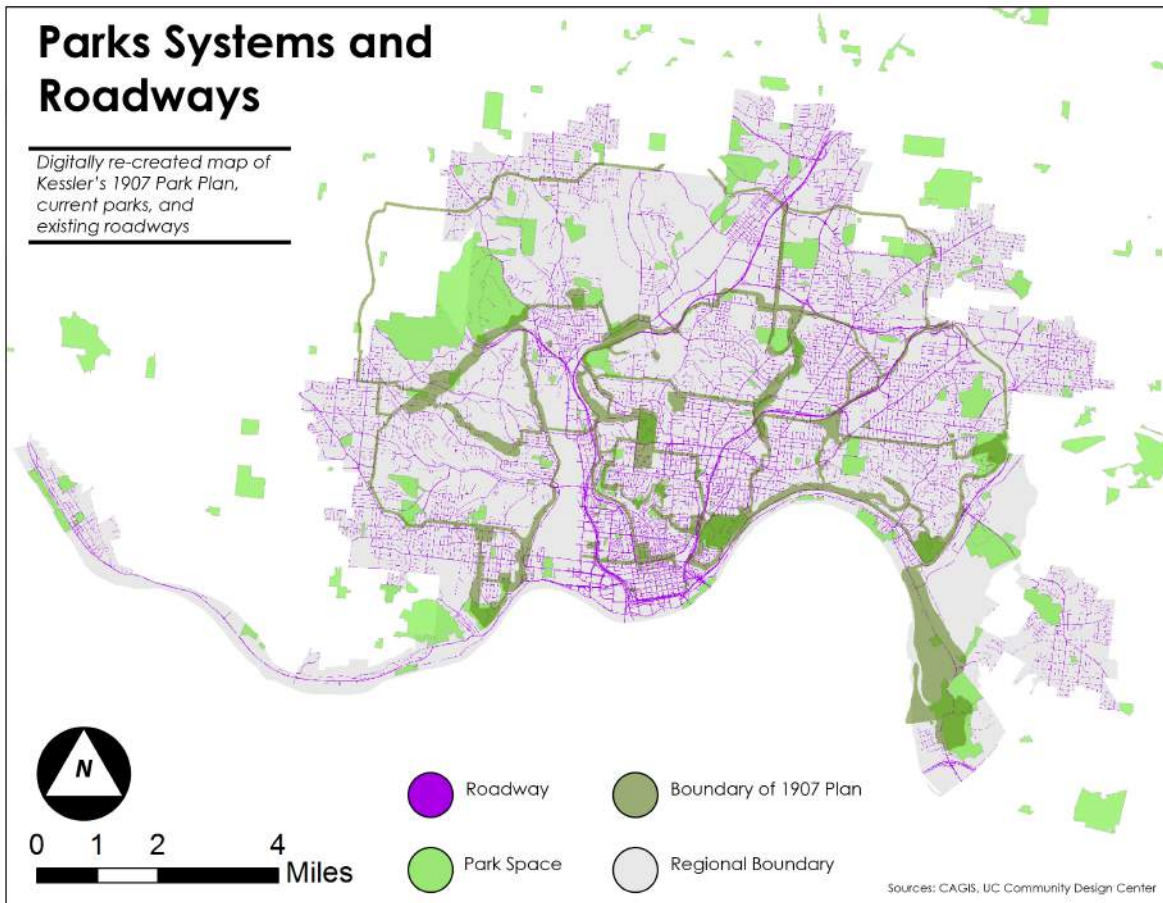 Parks Systems and
Roadways
Digitally re-created map of
Kessler's 1907 Park Plan,
current parks, and
existing roadways
N
0 1 2 4
Miles
Roadway
Boundary of 1907 Plan
Park Space
Regional Boundary
Sources: CAGIS, UC Community Design Center